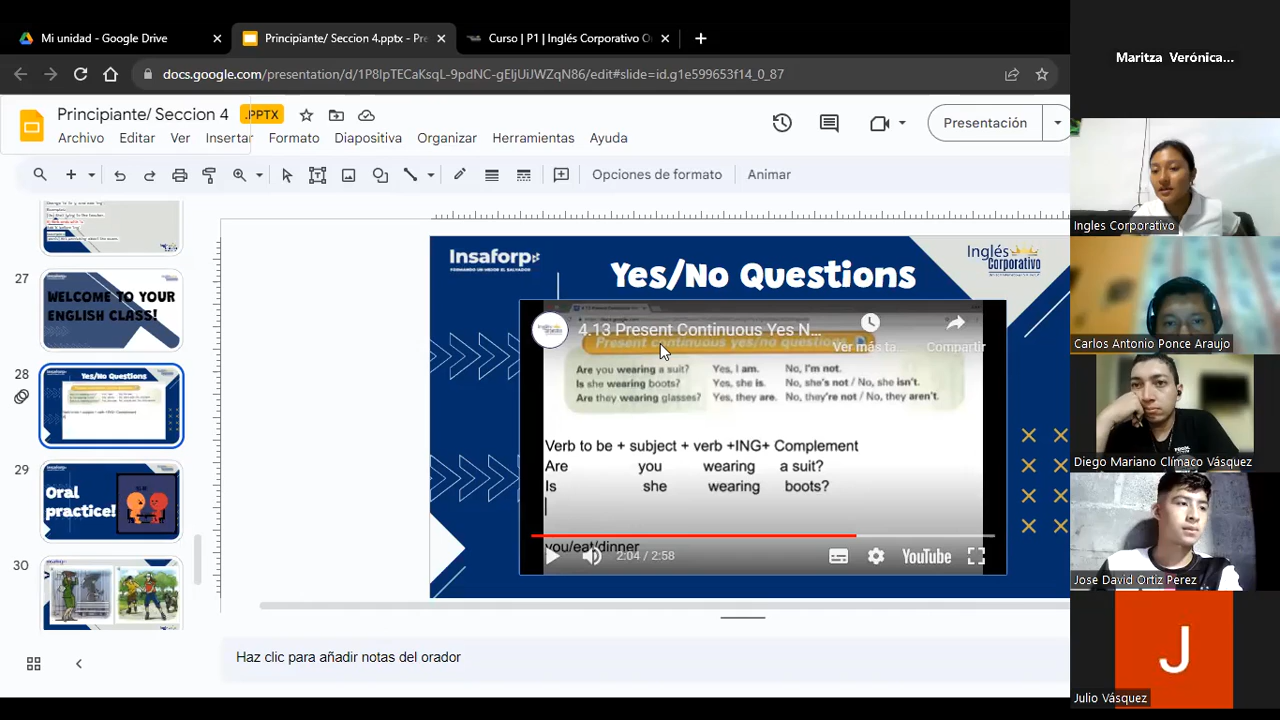 Mi unidad - Google Drive
Principiante/ Seccion 4.pptx - Pre
Curso | P1 | Inglés Corporativo O
docs.google.com/presentation/d/1P8IpTECaKsqL-9pdNC-gEIjUiJWZqN86/edit#slide=id.g1e599653f14_0_87
Principiante/ Seccion 4 .PPTX
Archivo Editar Ver Insertar Formato Diapositiva Organizar Herramientas Ayuda
Presentación
Opciones de formato Animar
27
WELCOME TO YOUR
ENGLISH CLASS!
28
Yes/No Questions
29
Oral
practice!
30
Insaforp
Inglés
Corporativo
Yes/No Questions
4.13 Present Continuous Yes N...
Ver más ta...
Compartir
Present continuous yes/no questions
Are you wearing a suit? Yes, I am. No, I'm not.
Is she wearing boots? Yes, she is. No, she's not / No, she isn't.
Are they wearing glasses? Yes, they are. No, they're not / No, they aren't.
Verb to be + subject + verb +ING+ Complement
Are you wearing a suit?
Is she wearing boots?
you/eat/dinner
2:04 / 2:58
YouTube
Haz clic para añadir notas del orador
Maritza Verónica...
Ingles Corporativo
Carlos Antonio Ponce Araujo
Diego Mariano Clímaco Vásquez
Jose David Ortiz Perez
J
Julio Vásquez